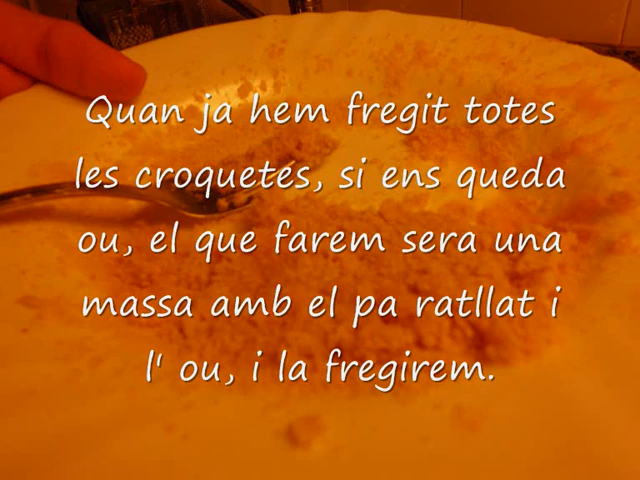 Quan ja hem fregit totes
les croquetes, si ens queda
ou, el que farem sera una
massa amb el pa ratllat i
l' ou, i la fregirem.